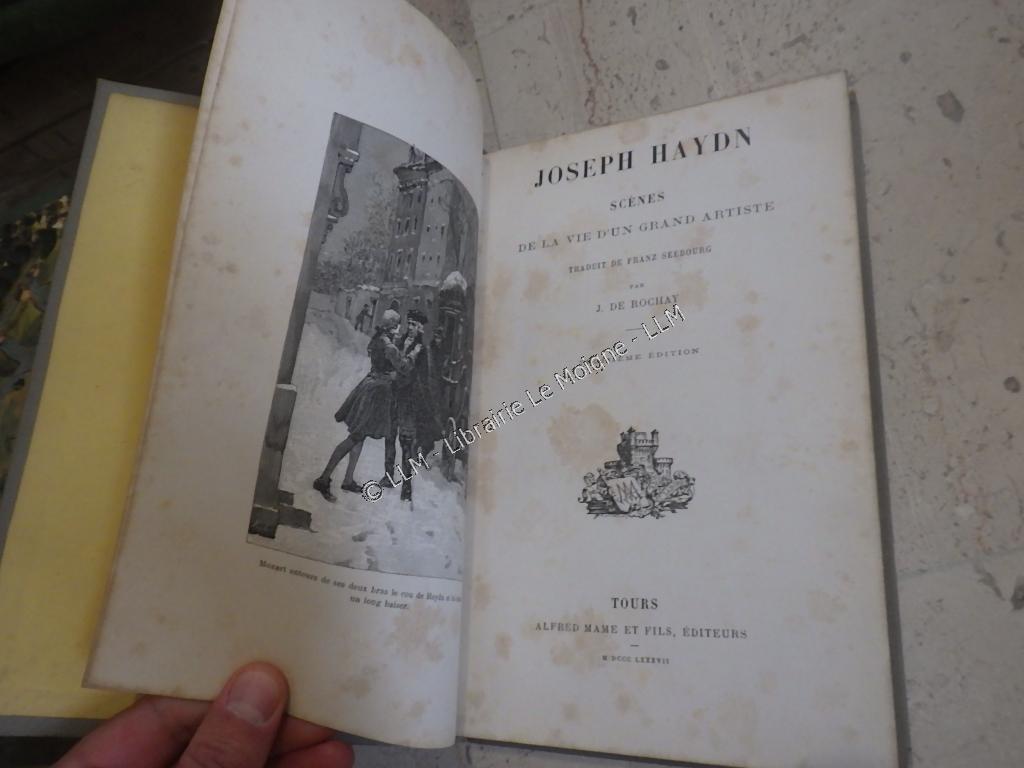 Mozart entoura de ses deux bras le cou de Haydn et
un long baiser.
JOSEPH HAYDN
SCÈNES
DE LA VIE D'UN GRAND ARTISTE
TRADUIT DE FRANZ SEEBOURG
PAR
J. DE ROCHAY
ÉDITION
TOURS
ALFRED MAME ET FILS, ÉDITEURS
M DCCC LXXXVII
© LLM - Librairie Le Moigne - LLM